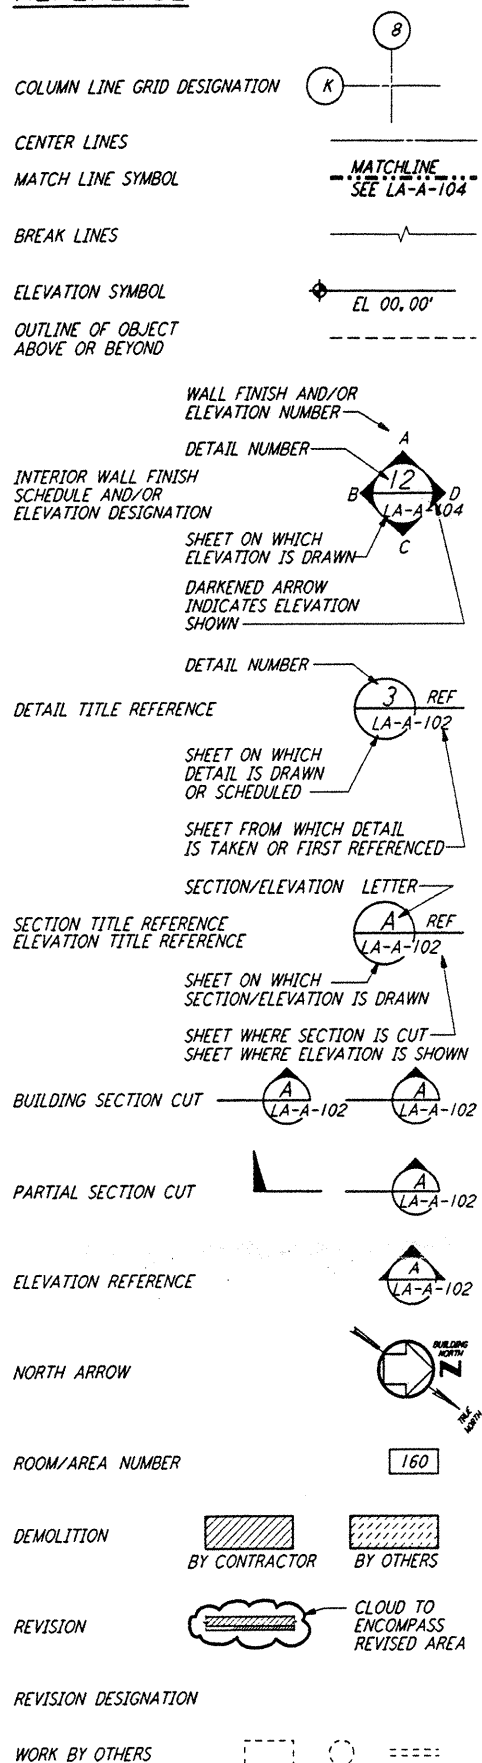 COLUMN LINE GRID DESIGNATION
8
K
CENTER LINES
MATCH LINE SYMBOL
MATCHLINE
SEE LA-A-104
BREAK LINES
ELEVATION SYMBOL
EL 00.00'
OUTLINE OF OBJECT
ABOVE OR BEYOND
WALL FINISH AND/OR
ELEVATION NUMBER
A
DETAIL NUMBER
INTERIOR WALL FINISH
SCHEDULE AND/OR
ELEVATION DESIGNATION
12
B
D
LA-A-104
C
SHEET ON WHICH
ELEVATION IS DRAWN
DARKENED ARROW
INDICATES ELEVATION
SHOWN
DETAIL NUMBER
DETAIL TITLE REFERENCE
3 REF
LA-A-102
SHEET ON WHICH
DETAIL IS DRAWN
OR SCHEDULED
SHEET FROM WHICH DETAIL
IS TAKEN OR FIRST REFERENCED
SECTION/ELEVATION LETTER
SECTION TITLE REFERENCE
ELEVATION TITLE REFERENCE
A REF
LA-A-102
SHEET ON WHICH
SECTION/ELEVATION IS DRAWN
SHEET WHERE SECTION IS CUT
SHEET WHERE ELEVATION IS SHOWN
BUILDING SECTION CUT
A
LA-A-102
A
LA-A-102
PARTIAL SECTION CUT
A
LA-A-102
ELEVATION REFERENCE
A
LA-A-102
NORTH ARROW
BUILDING
NORTH
N
TRUE
NORTH
ROOM/AREA NUMBER
160
DEMOLITION
BY CONTRACTOR
BY OTHERS
REVISION
CLOUD TO
ENCOMPASS
REVISED AREA
REVISION DESIGNATION
WORK BY OTHERS